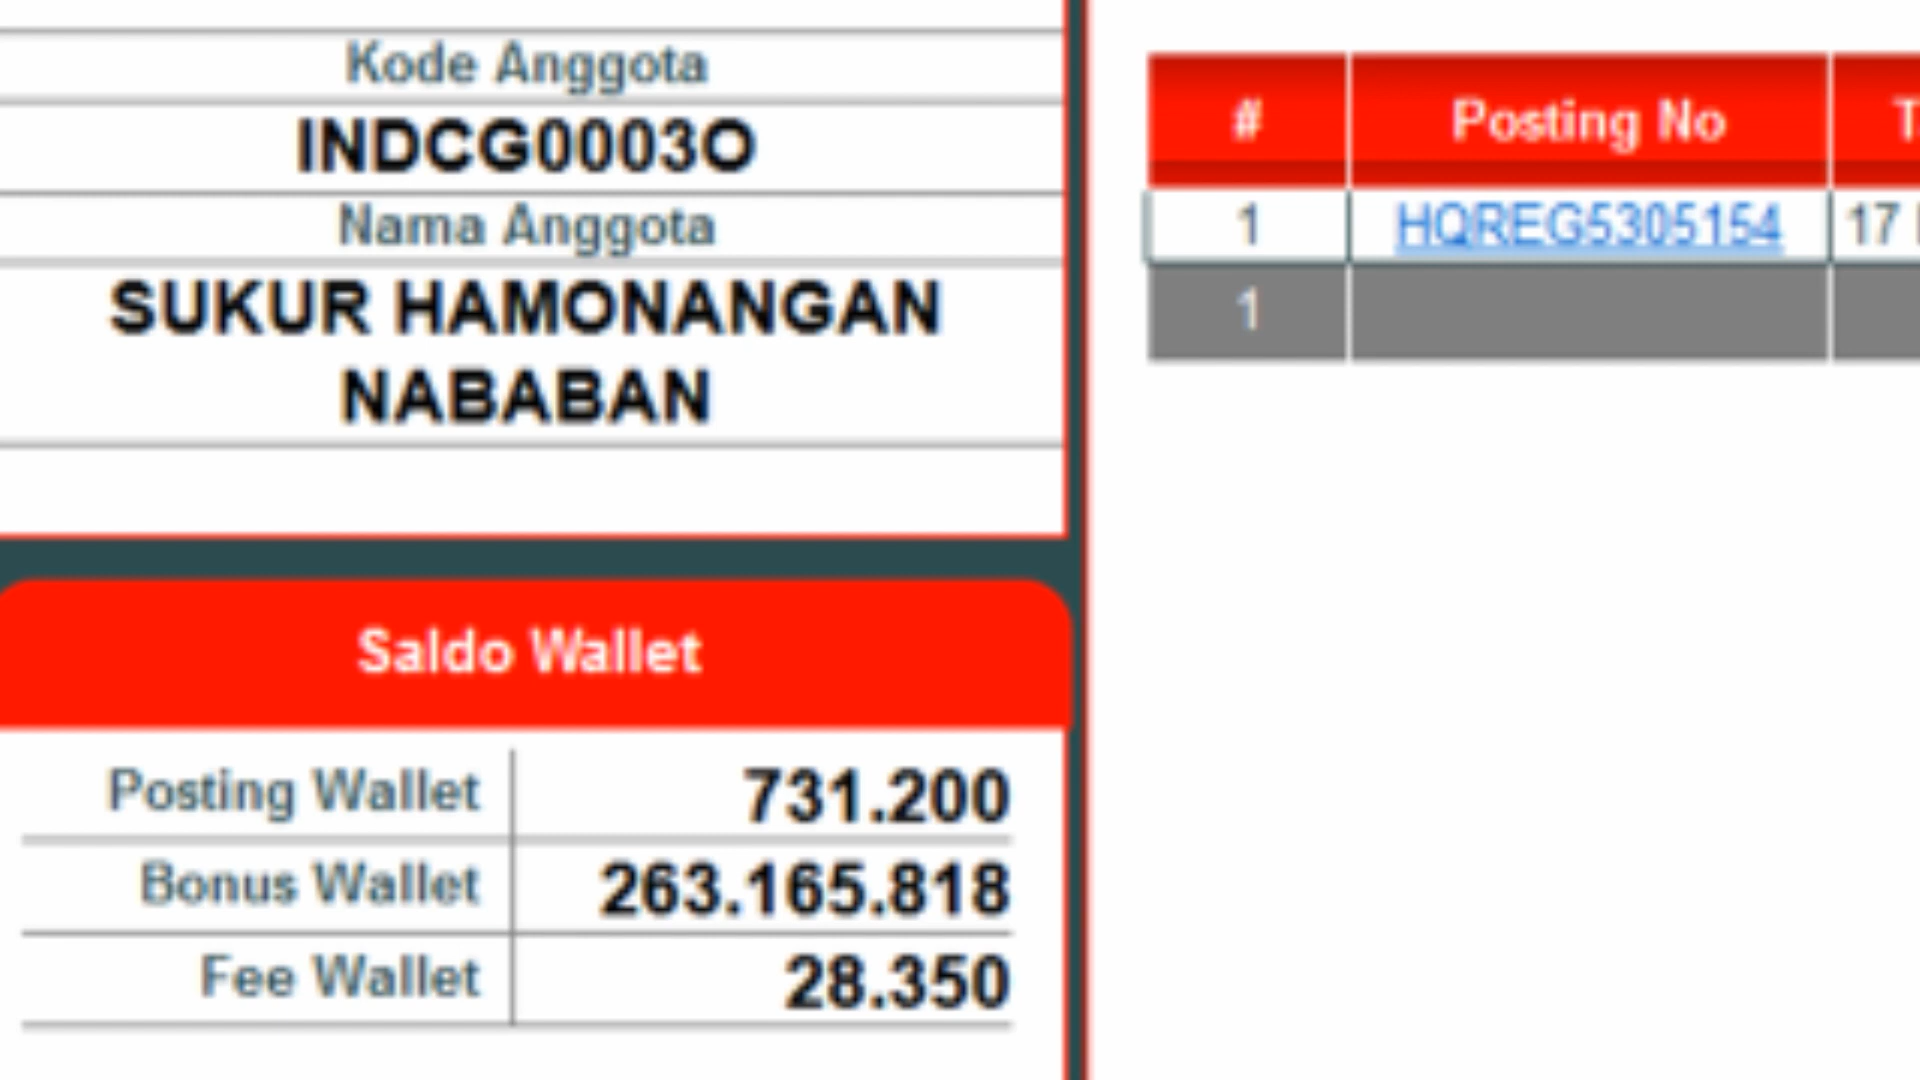 Kode Anggota
INDCG0003O
Nama Anggota
SUKUR HAMONANGAN
NABABAN
Saldo Wallet
Posting Wallet 731.200
Bonus Wallet 263.165.818
Fee Wallet 28.350
# Posting No T
1 HQREG5305154 17
1